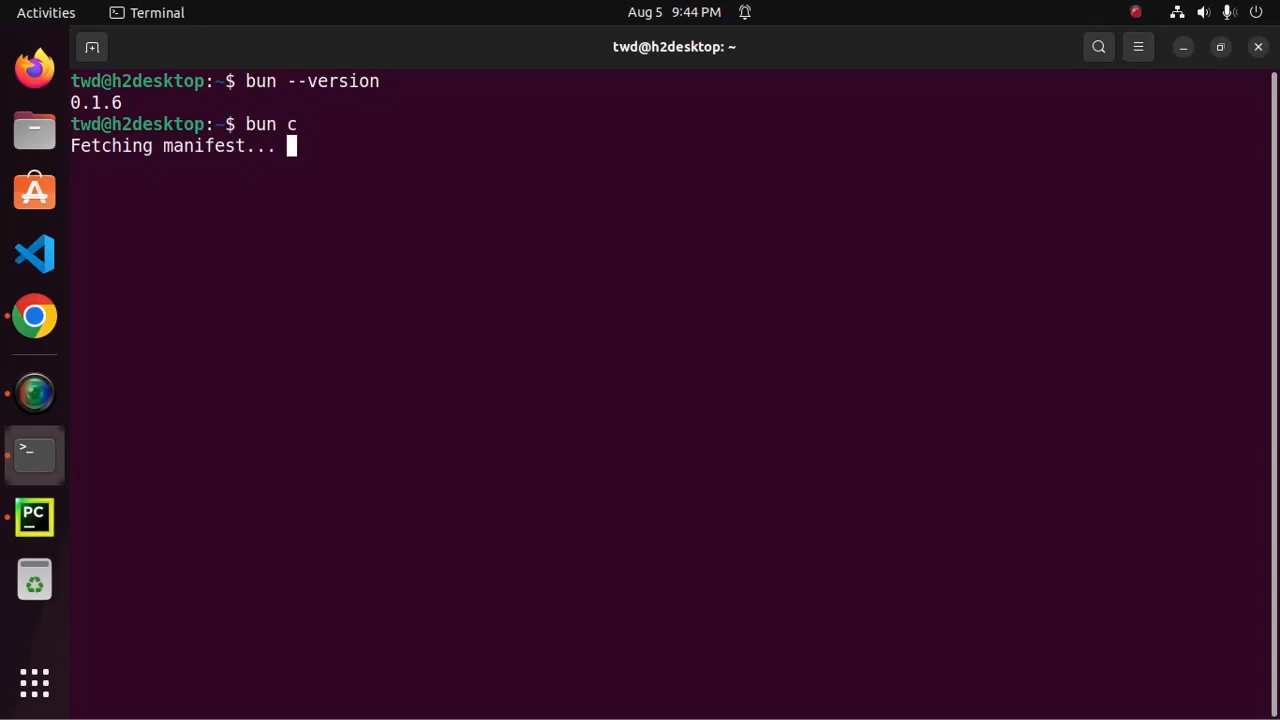 Activities
Terminal
Aug 5 9:44 PM
twd@h2desktop: ~
twd@h2desktop:~$ bun --version
0.1.6
twd@h2desktop:~$ bun c
Fetching manifest...
>_
PC